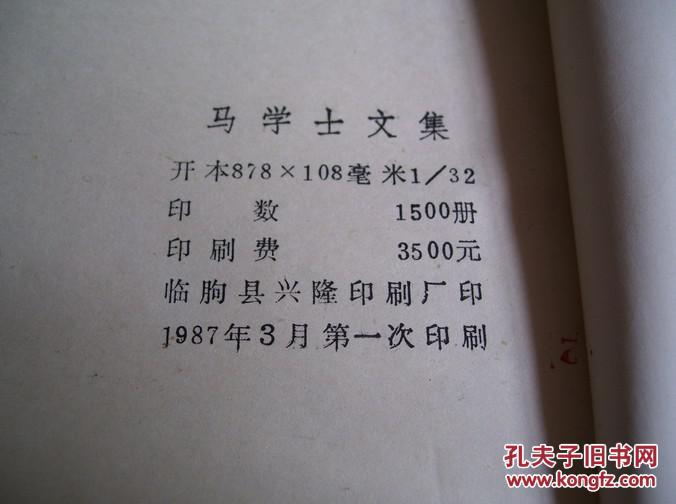 马学士文集
开本878×108毫米1/32
印 数 1500册
印刷费 3500元
临朐县兴隆印刷厂印
1987年3月第一次印刷
孔夫子旧书网
www.kongfz.com